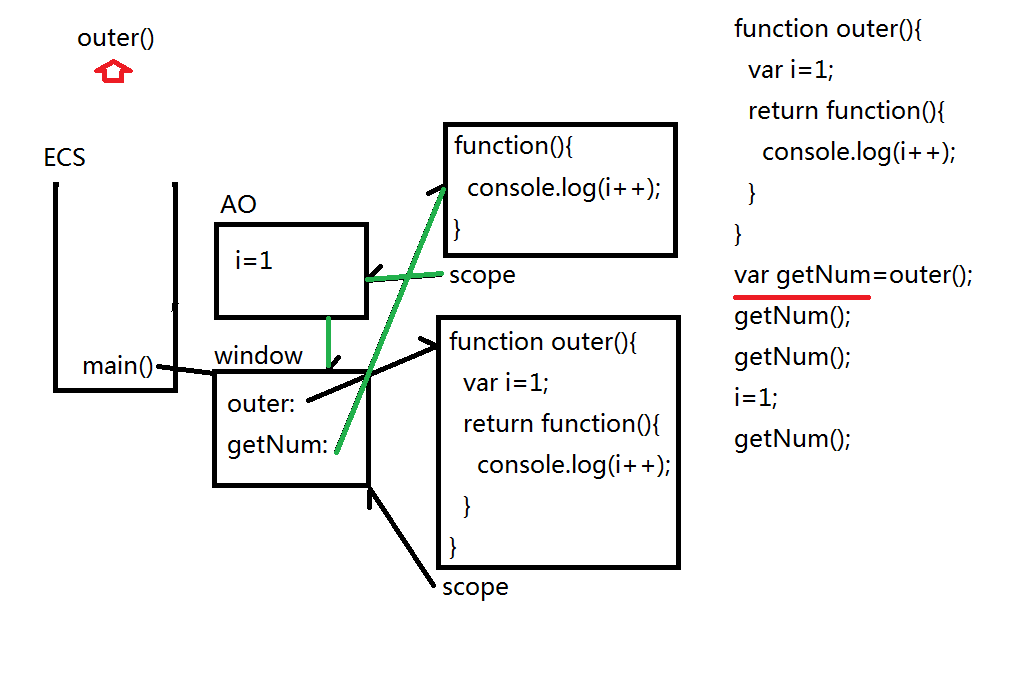 outer()
ECS
main()
AO
i=1
window
outer:
getNum:
function(){
console.log(i++);
}
scope
function outer(){
var i=1;
return function(){
console.log(i++);
}
}
scope
function outer(){
var i=1;
return function(){
console.log(i++);
}
}
var getNum=outer();
getNum();
getNum();
i=1;
getNum();